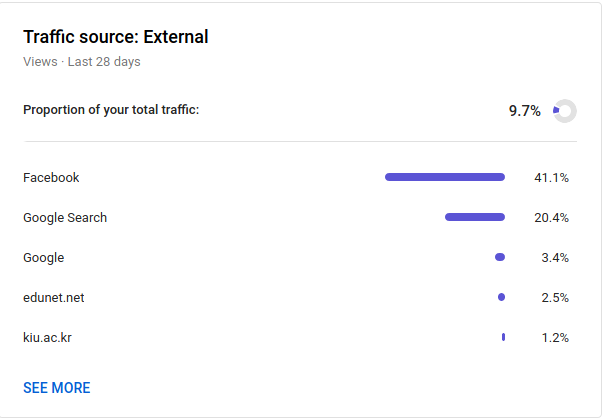 Traffic source: External
Views · Last 28 days
Proportion of your total traffic: 9.7%
Facebook 41.1%
Google Search 20.4%
Google 3.4%
edunet.net 2.5%
kiu.ac.kr 1.2%
SEE MORE